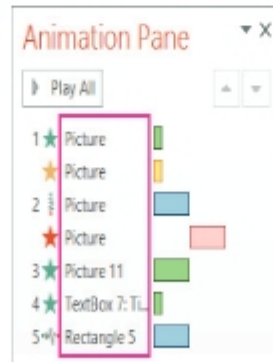 Animation Pane
Play All
1 Picture
Picture
2 Picture
Picture
3 Picture 11
4 TextBox 7: Ti...
5 Rectangle 5